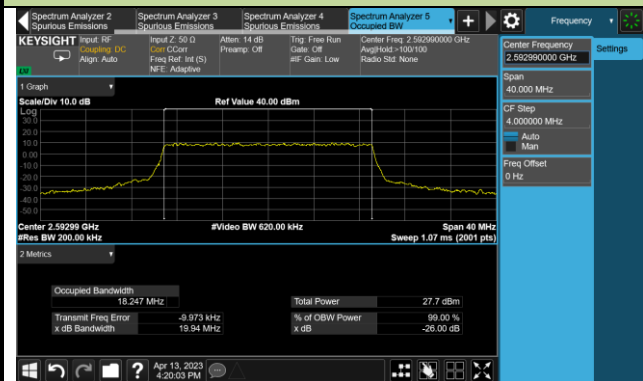 Spectrum Analyzer 2 Spectrum Analyzer 3 Spectrum Analyzer 4 Spectrum Analyzer 5 Frequency
Spurious Emissions Spurious Emissions Spurious Emissions Occupied BW
KEYSIGHT Input: RF Input Z: 50 Ω Atten: 14 dB Trig: Free Run Center Freq: 2.592990000 GHz
Coupling: DC Corr CCorr Preamp: Off Gate: Off Avg|Hold:>100/100
Align: Auto Freq Ref: Int (S) #IF Gain: Low Radio Std: None
NFE: Adaptive
Center Frequency Settings
2.592990000 GHz
Span
40.000 MHz
CF Step
4.000000 MHz
Auto
Man
Freq Offset
0 Hz
1 Graph
Scale/Div 10.0 dB Ref Value 40.00 dBm
Log
30.0
20.0
10.0
0.00
-10.0
-20.0
-30.0
-40.0
-50.0
Center 2.59299 GHz #Video BW 620.00 kHz Span 40 MHz
#Res BW 200.00 kHz Sweep 1.07 ms (2001 pts)
2 Metrics
Occupied Bandwidth
18.247 MHz Total Power 27.7 dBm
Transmit Freq Error -9.973 kHz % of OBW Power 99.00 %
x dB Bandwidth 19.94 MHz x dB -26.00 dB
Apr 13, 2023
4:20:03 PM